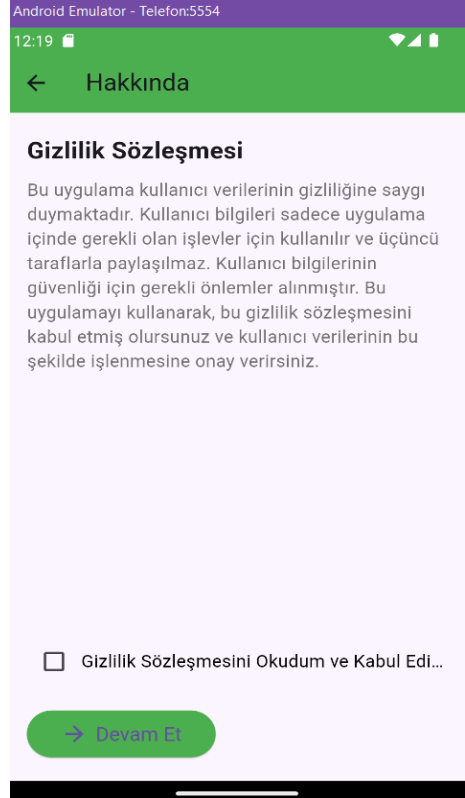 Android Emulator - Telefon:5554
12:19
Hakkında
Gizlilik Sözleşmesi
Bu uygulama kullanıcı verilerinin gizliliğine saygı
duymaktadır. Kullanıcı bilgileri sadece uygulama
içinde gerekli olan işlevler için kullanılır ve üçüncü
taraflarla paylaşılmaz. Kullanıcı bilgilerinin
güvenliği için gerekli önlemler alınmıştır. Bu
uygulamayı kullanarak, bu gizlilik sözleşmesini
kabul etmiş olursunuz ve kullanıcı verilerinin bu
şekilde işlenmesine onay verirsiniz.
Gizlilik Sözleşmesini Okudum ve Kabul Edi...
Devam Et